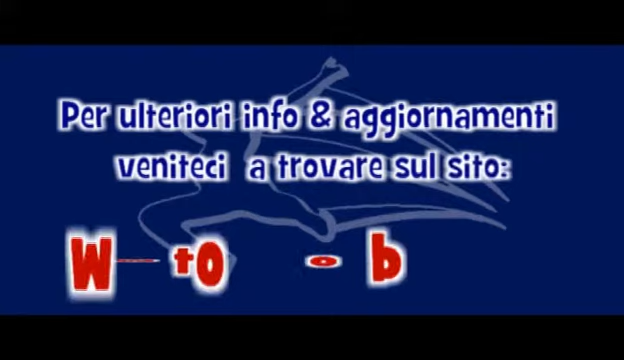 Per ulteriori info & aggiornamenti
veniteci a trovare sul sito: